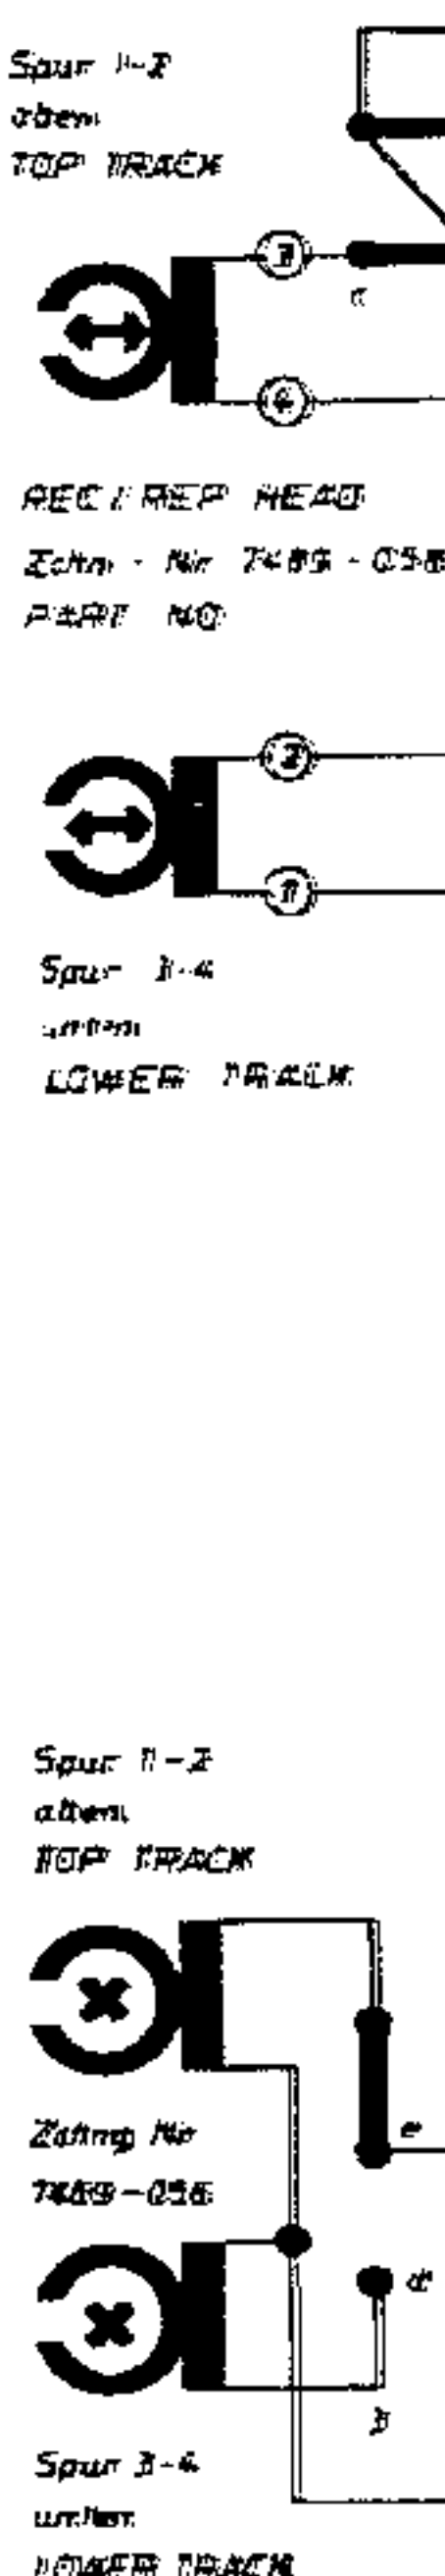 Spur 1-2
oben
TOP TRACK
3
c
4
REC / REP HEAD
Zchn - Nr 7489 - 056
PART NO
2
1
Spur 3-4
unten
LOWER TRACK
Spur 1-2
oben
TOP TRACK
e
Zchng Nr
7489-056
d
Spur 3-4
unten
LOWER TRACK